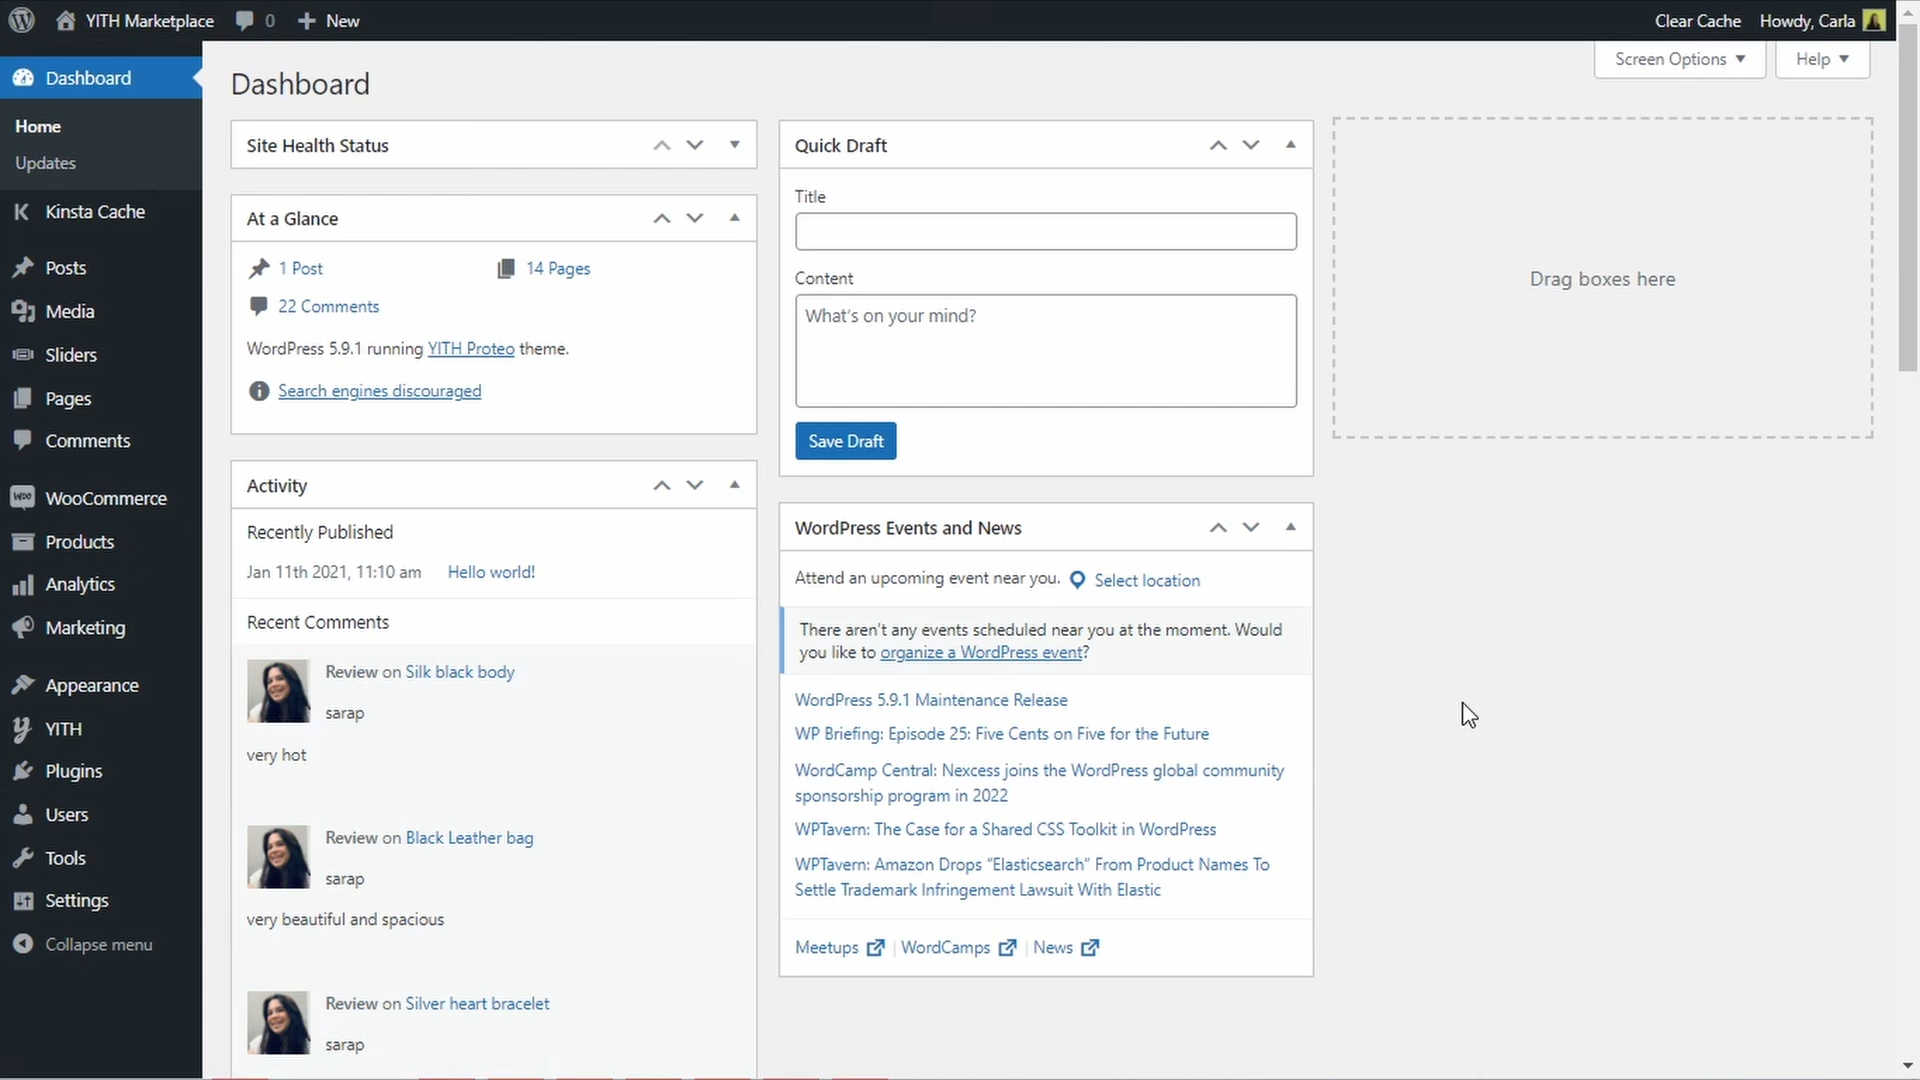 YITH Marketplace
0
New
Clear Cache
Howdy, Carla
Dashboard
Home
Updates
Kinsta Cache
Posts
Media
Sliders
Pages
Comments
WooCommerce
Products
Analytics
Marketing
Appearance
YITH
Plugins
Users
Tools
Settings
Collapse menu
Dashboard
Screen Options
Help
Site Health Status
At a Glance
1 Post
14 Pages
22 Comments
WordPress 5.9.1 running YITH Proteo theme.
Search engines discouraged
Activity
Recently Published
Jan 11th 2021, 11:10 am Hello world!
Recent Comments
Review on Silk black body
sarap
very hot
Review on Black Leather bag
sarap
very beautiful and spacious
Review on Silver heart bracelet
sarap
Quick Draft
Title
Content
What's on your mind?
Save Draft
WordPress Events and News
Attend an upcoming event near you. Select location
There aren't any events scheduled near you at the moment. Would
you like to organize a WordPress event?
WordPress 5.9.1 Maintenance Release
WP Briefing: Episode 25: Five Cents on Five for the Future
WordCamp Central: Nexcess joins the WordPress global community
sponsorship program in 2022
WPTavern: The Case for a Shared CSS Toolkit in WordPress
WPTavern: Amazon Drops “Elasticsearch” From Product Names To
Settle Trademark Infringement Lawsuit With Elastic
Meetups | WordCamps | News
Drag boxes here